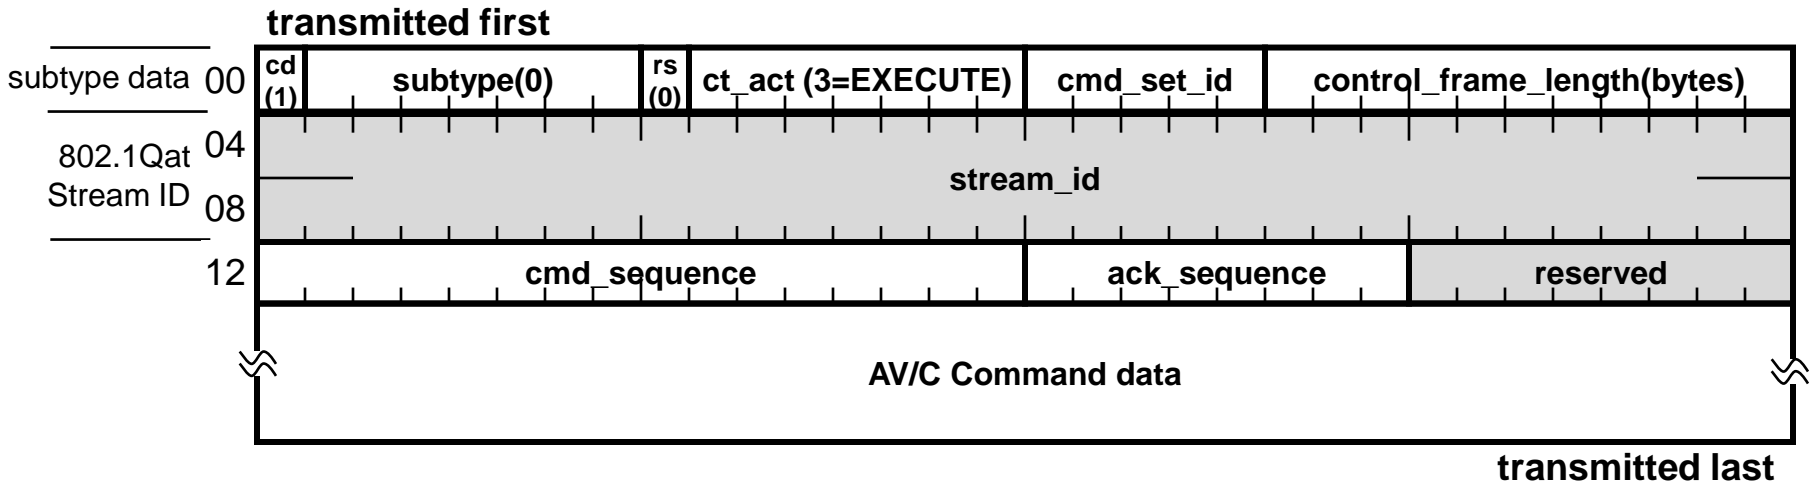 transmitted first
subtype data 00 cd (1) subtype(0) rs (0) ct_act (3=EXECUTE) cmd_set_id control_frame_length(bytes)
802.1Qat
Stream ID
04
08
stream_id
12 cmd_sequence ack_sequence reserved
AV/C Command data
transmitted last